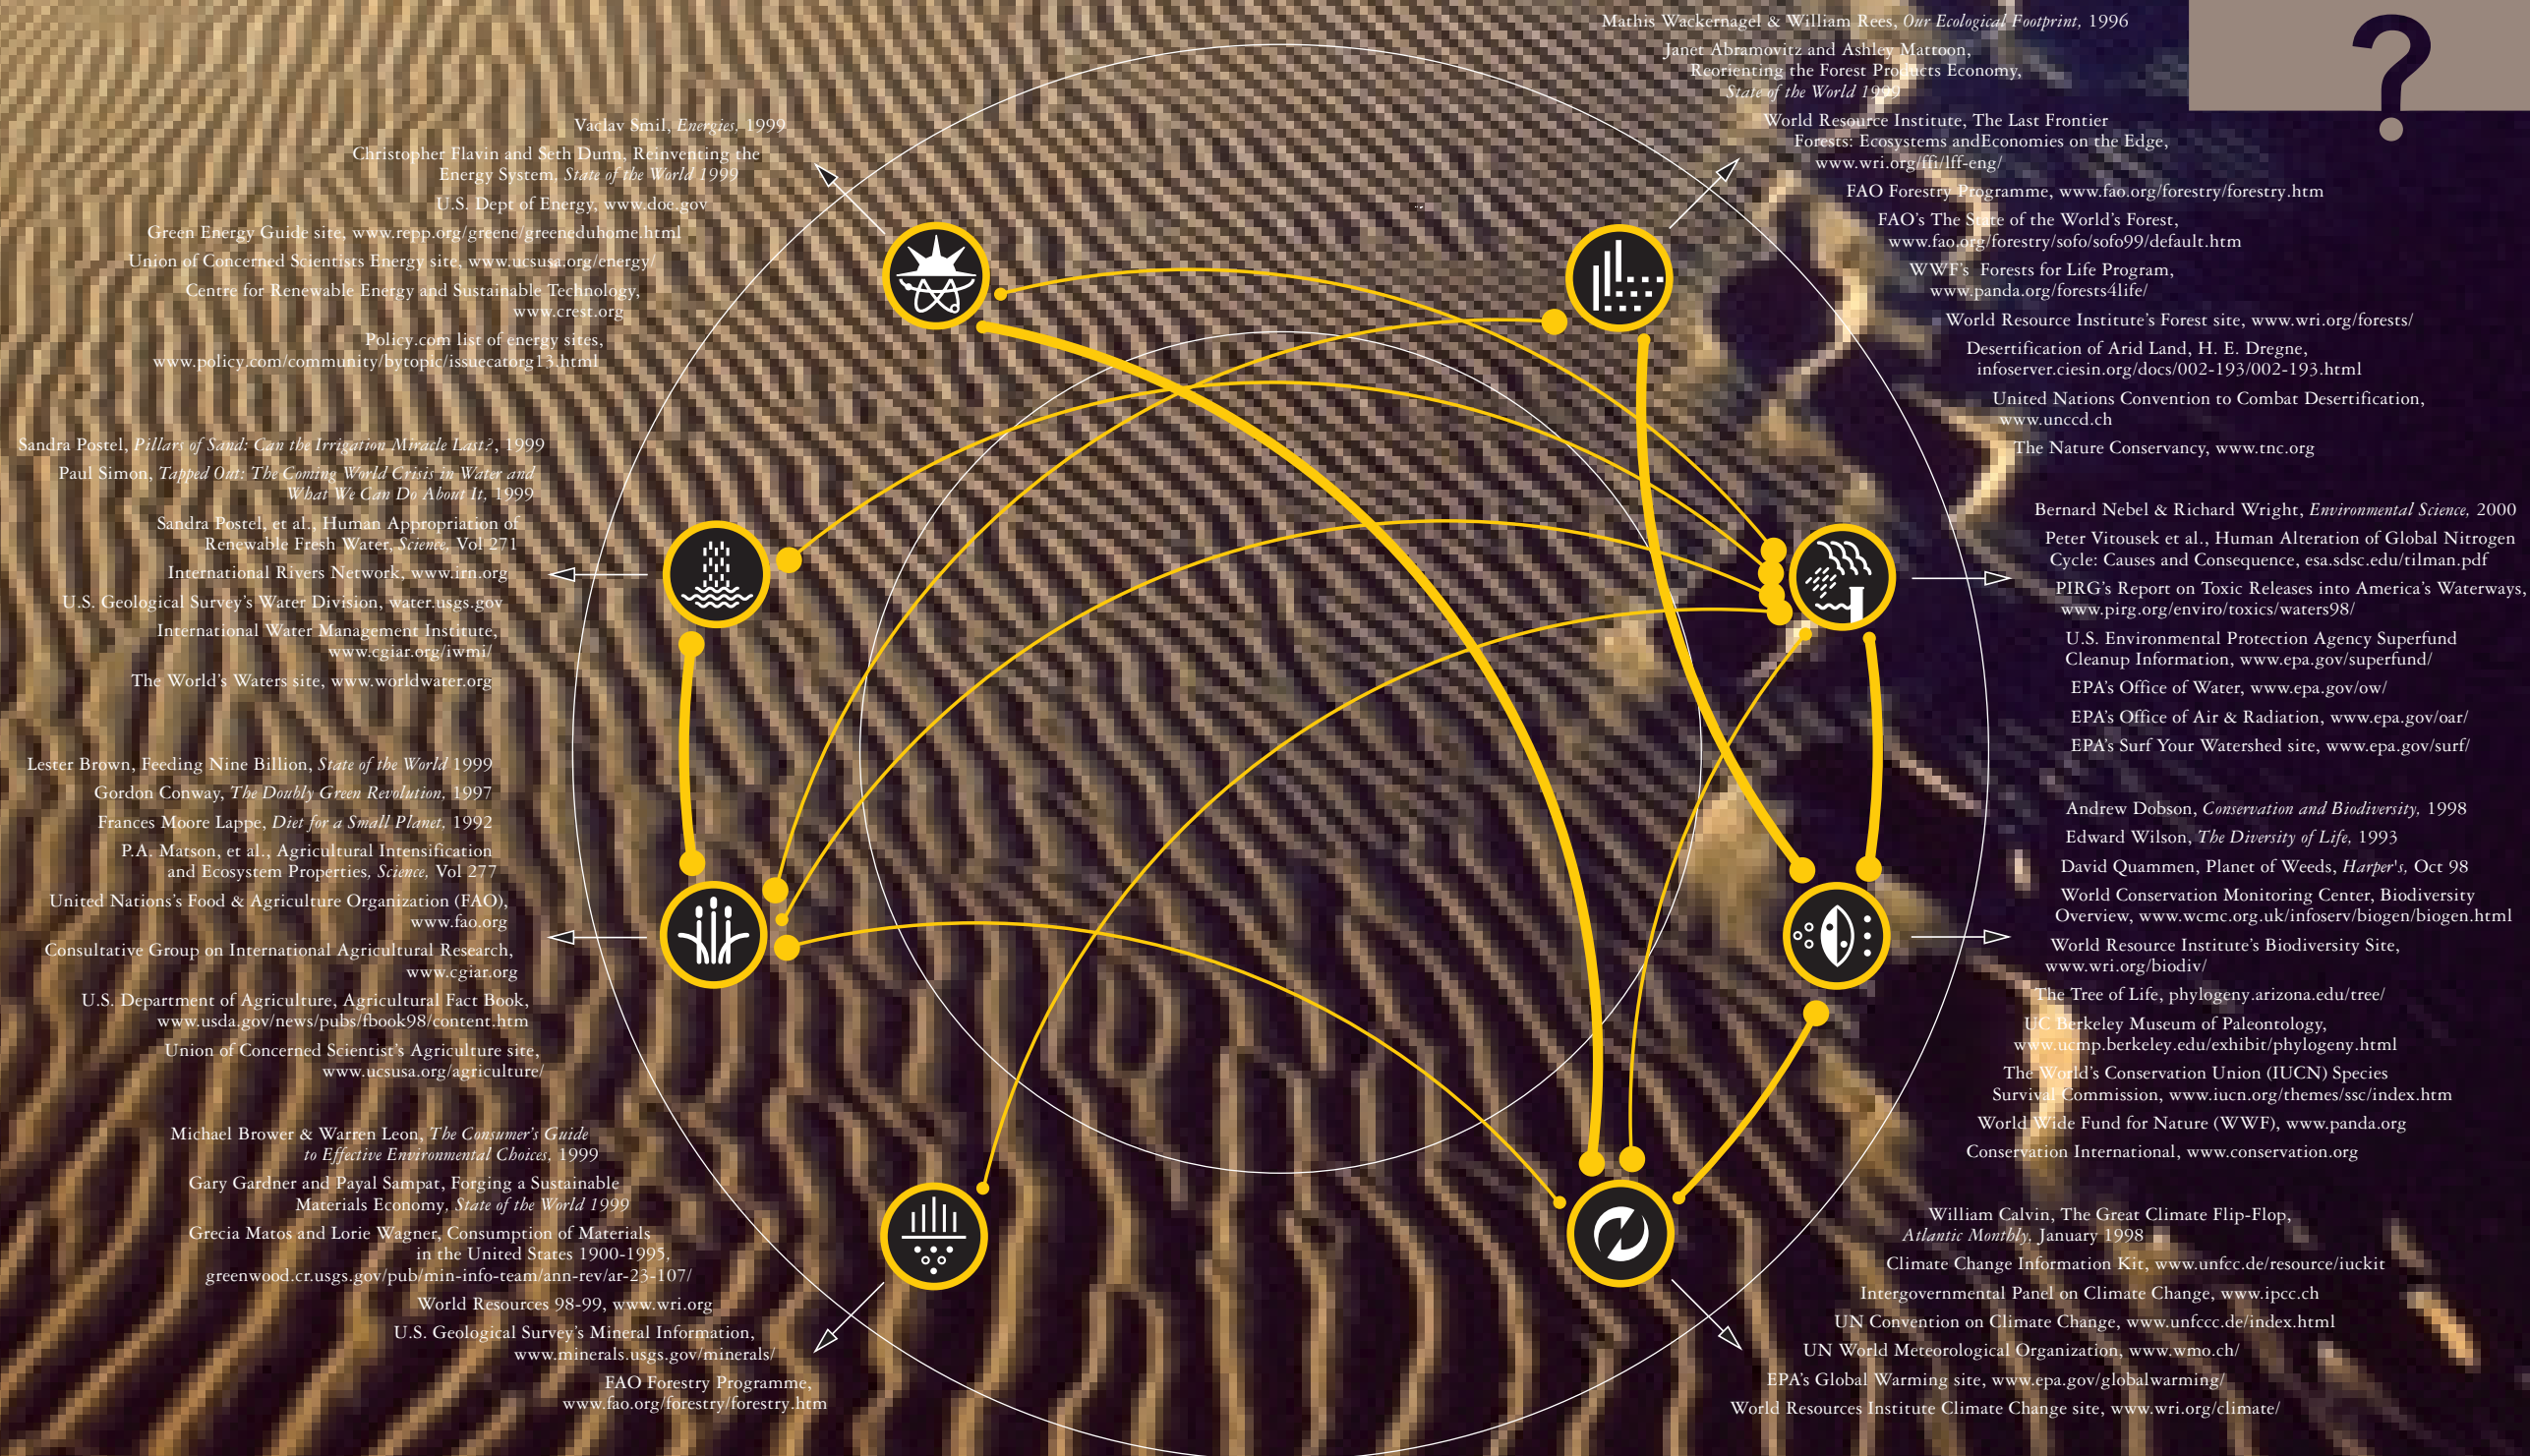 Vaclav Smil, Energies, 1999
Christopher Flavin and Seth Dunn, Reinventing the
Energy System, State of the World 1999
U.S. Dept of Energy, www.doe.gov
Green Energy Guide site, www.repp.org/greene/greeneduhome.html
Union of Concerned Scientists Energy site, www.ucsusa.org/energy/
Centre for Renewable Energy and Sustainable Technology,
www.crest.org
Policy.com list of energy sites,
www.policy.com/community/bytopic/issuecatorg13.html
Sandra Postel, Pillars of Sand: Can the Irrigation Miracle Last?, 1999
Paul Simon, Tapped Out: The Coming World Crisis in Water and
What We Can Do About It, 1999
Sandra Postel, et al., Human Appropriation of
Renewable Fresh Water, Science, Vol 271
International Rivers Network, www.irn.org
U.S. Geological Survey's Water Division, water.usgs.gov
International Water Management Institute,
www.cgiar.org/iwmi/
The World's Waters site, www.worldwater.org
Lester Brown, Feeding Nine Billion, State of the World 1999
Gordon Conway, The Doubly Green Revolution, 1997
Frances Moore Lappe, Diet for a Small Planet, 1992
P.A. Matson, et al., Agricultural Intensification
and Ecosystem Properties, Science, Vol 277
United Nations's Food & Agriculture Organization (FAO),
www.fao.org
Consultative Group on International Agricultural Research,
www.cgiar.org
U.S. Department of Agriculture, Agricultural Fact Book,
www.usda.gov/news/pubs/fbook98/content.htm
Union of Concerned Scientist's Agriculture site,
www.ucsusa.org/agriculture/
Michael Brower & Warren Leon, The Consumer's Guide
to Effective Environmental Choices, 1999
Gary Gardner and Payal Sampat, Forging a Sustainable
Materials Economy, State of the World 1999
Grecia Matos and Lorie Wagner, Consumption of Materials
in the United States 1900-1995,
greenwood.cr.usgs.gov/pub/min-info-team/ann-rev/ar-23-107/
World Resources 98-99, www.wri.org
U.S. Geological Survey's Mineral Information,
www.minerals.usgs.gov/minerals/
FAO Forestry Programme,
www.fao.org/forestry/forestry.htm
Mathis Wackernagel & William Rees, Our Ecological Footprint, 1996
Janet Abramovitz and Ashley Mattoon,
Reorienting the Forest Products Economy,
State of the World 1999
World Resource Institute, The Last Frontier
Forests: Ecosystems andEconomies on the Edge,
www.wri.org/ffi/lff-eng/
FAO Forestry Programme, www.fao.org/forestry/forestry.htm
FAO's The State of the World's Forest,
www.fao.org/forestry/sofo/sofo99/default.htm
WWF's Forests for Life Program,
www.panda.org/forests4life/
World Resource Institute's Forest site, www.wri.org/forests/
Desertification of Arid Land, H. E. Dregne,
infoserver.ciesin.org/docs/002-193/002-193.html
United Nations Convention to Combat Desertification,
www.unccd.ch
The Nature Conservancy, www.tnc.org
?
Bernard Nebel & Richard Wright, Environmental Science, 2000
Peter Vitousek et al., Human Alteration of Global Nitrogen
Cycle: Causes and Consequence, esa.sdsc.edu/tilman.pdf
PIRG's Report on Toxic Releases into America's Waterways,
www.pirg.org/enviro/toxics/waters98/
U.S. Environmental Protection Agency Superfund
Cleanup Information, www.epa.gov/superfund/
EPA's Office of Water, www.epa.gov/ow/
EPA's Office of Air & Radiation, www.epa.gov/oar/
EPA's Surf Your Watershed site, www.epa.gov/surf/
Andrew Dobson, Conservation and Biodiversity, 1998
Edward Wilson, The Diversity of Life, 1993
David Quammen, Planet of Weeds, Harper's, Oct 98
World Conservation Monitoring Center, Biodiversity
Overview, www.wcmc.org.uk/infoserv/biogen/biogen.html
World Resource Institute's Biodiversity Site,
www.wri.org/biodiv/
The Tree of Life, phylogeny.arizona.edu/tree/
UC Berkeley Museum of Paleontology,
www.ucmp.berkeley.edu/exhibit/phylogeny.html
The World's Conservation Union (IUCN) Species
Survival Commission, www.iucn.org/themes/ssc/index.htm
World Wide Fund for Nature (WWF), www.panda.org
Conservation International, www.conservation.org
William Calvin, The Great Climate Flip-Flop,
Atlantic Monthly, January 1998
Climate Change Information Kit, www.unfcc.de/resource/iuckit
Intergovernmental Panel on Climate Change, www.ipcc.ch
UN Convention on Climate Change, www.unfccc.de/index.html
UN World Meteorological Organization, www.wmo.ch/
EPA's Global Warming site, www.epa.gov/globalwarming/
World Resources Institute Climate Change site, www.wri.org/climate/